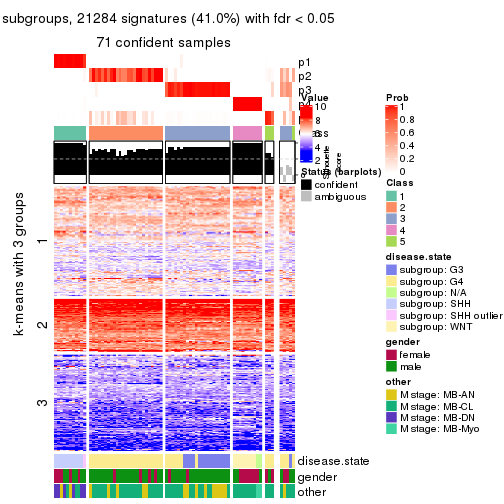 subgroups, 21284 signatures (41.0%) with fdr < 0.05
71 confident samples
p1
p2
p3
k-means with 3 groups
1
2
3
Value
10
8
6
4
2
Silhouette
score
Status (barplots)
confident
ambiguous
Prob
1
0.8
0.6
0.4
0.2
0
Class
1
2
3
4
5
disease.state
subgroup: G3
subgroup: G4
subgroup: N/A
subgroup: SHH
subgroup: SHH outlier
subgroup: WNT
gender
female
male
other
M stage: MB-AN
M stage: MB-CL
M stage: MB-DN
M stage: MB-Myo
disease.state
gender
other